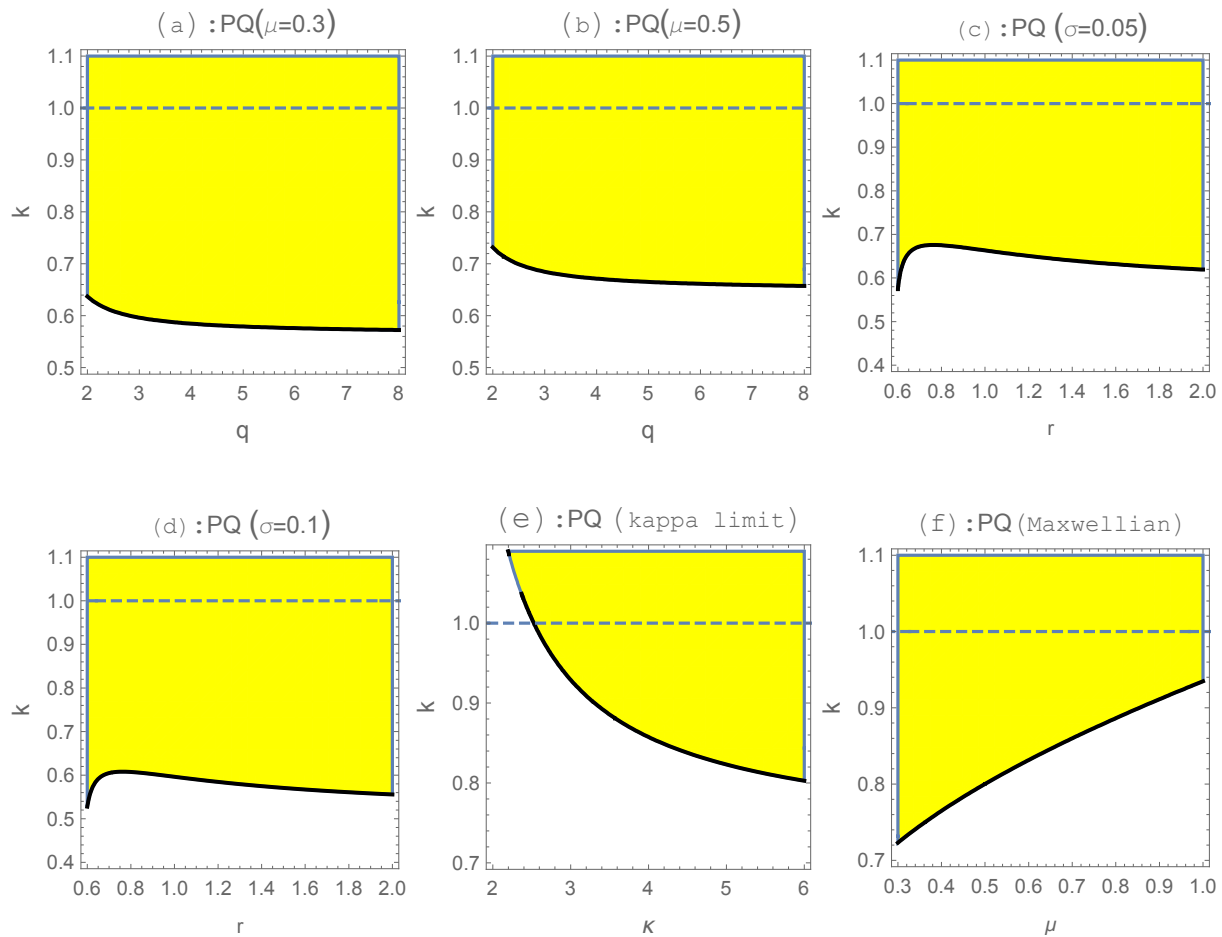 (a) :PQ(μ=0.3)
1.1
1.0
0.9
0.8
0.7
0.6
0.5
k
2 3 4 5 6 7 8
q
(b) :PQ(μ=0.5)
1.1
1.0
0.9
0.8
0.7
0.6
0.5
k
2 3 4 5 6 7 8
q
(c) :PQ (σ=0.05)
1.1
1.0
0.9
0.8
0.7
0.6
0.5
0.4
k
0.6 0.8 1.0 1.2 1.4 1.6 1.8 2.0
r
(d) :PQ (σ=0.1)
1.1
1.0
0.9
0.8
0.7
0.6
0.5
0.4
k
0.6 0.8 1.0 1.2 1.4 1.6 1.8 2.0
r
(e) :PQ (kappa limit)
1.0
0.9
0.8
0.7
k
2 3 4 5 6
κ
(f) :PQ(Maxwellian)
1.1
1.0
0.9
0.8
0.7
k
0.3 0.4 0.5 0.6 0.7 0.8 0.9 1.0
μ